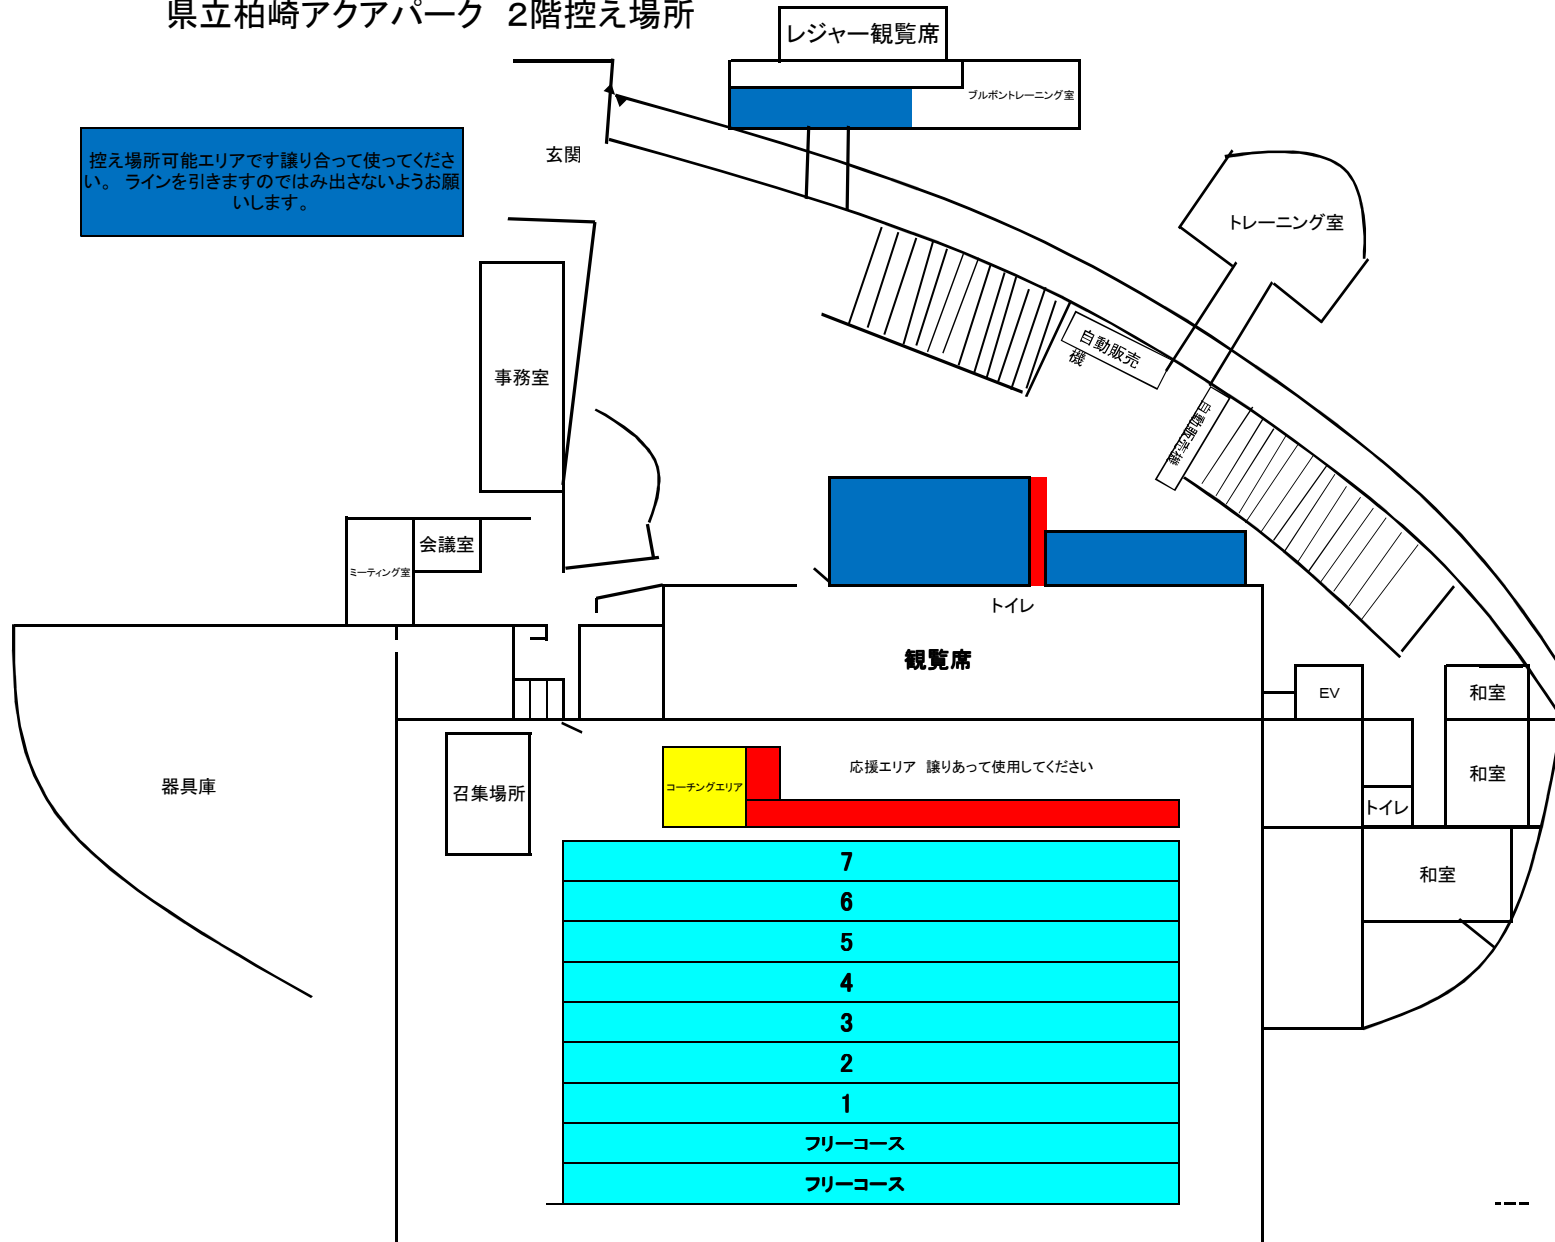 県立柏崎アクアパーク　２階控え場所
レジャー観覧席
ブルボントレーニング室
控え場所可能エリアです譲り合って使ってくださ
い。 ラインを引きますのではみ出さないようお願
いします。
玄関
トレーニング室
自動販売
機
事務室
自動販売機
会議室
ミーティング室
トイレ
観覧席
EV
和室
器具庫
召集場所
コーチングエリア
応援エリア　譲りあって使用してください
和室
トイレ
7
和室
6
5
4
3
2
1
フリーコース
フリーコース